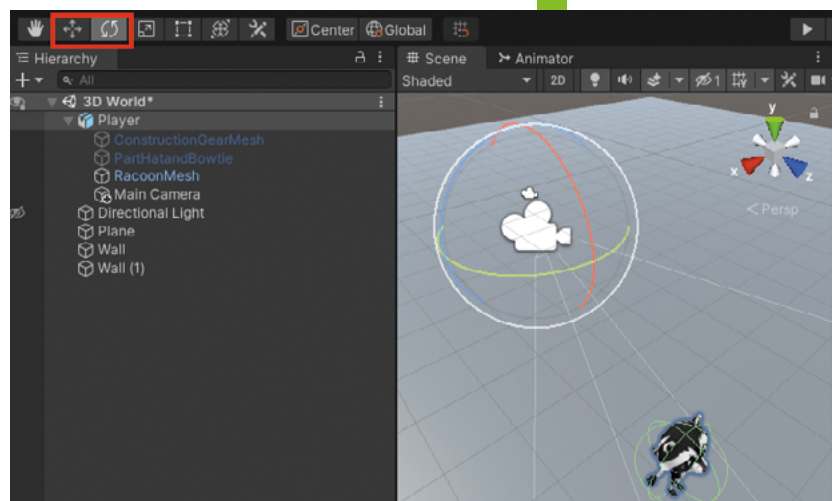 Center Global
Hierarchy
All
3D World*
Player
ConstructionGearMesh
PartHatandBowtie
RacoonMesh
Main Camera
Directional Light
Plane
Wall
Wall (1)
Scene Animator
Shaded 2D 1
y
x z
<Persp